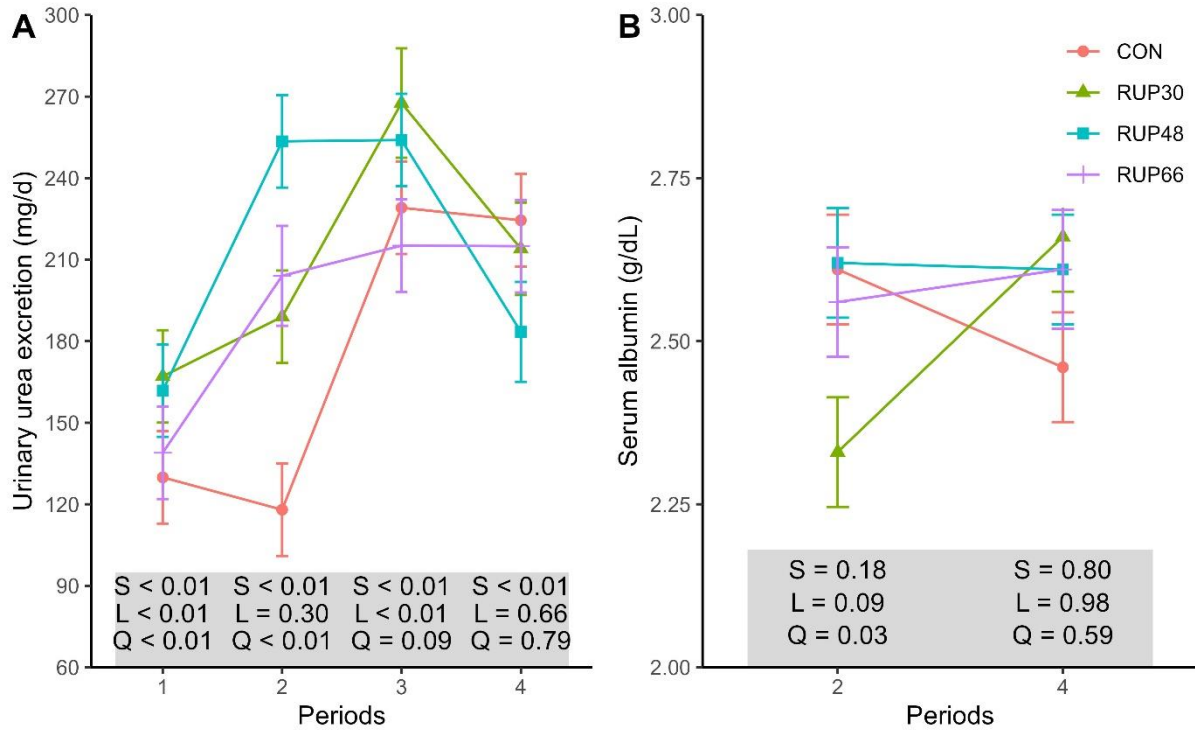 A
Urinary urea excretion (mg/d)
300
270
240
210
180
150
120
90
60
S < 0.01 S < 0.01 S < 0.01 S < 0.01
L < 0.01 L = 0.30 L < 0.01 L = 0.66
Q < 0.01 Q < 0.01 Q = 0.09 Q = 0.79
1 2 3 4
Periods
B
Serum albumin (g/dL)
3.00
2.75
2.50
2.25
2.00
CON
RUP30
RUP48
RUP66
S = 0.18 S = 0.80
L = 0.09 L = 0.98
Q = 0.03 Q = 0.59
2 4
Periods